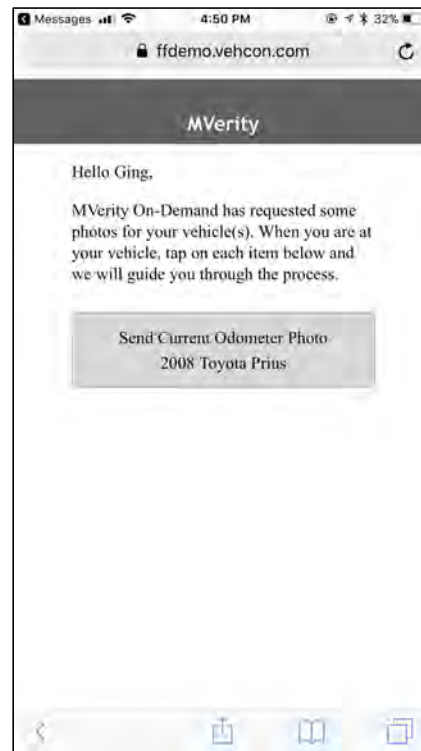 Messages 4:50 PM 32%
ffdemo.vehcon.com
MVerity
Hello Ging,
MVerity On-Demand has requested some
photos for your vehicle(s). When you are at
your vehicle, tap on each item below and
we will guide you through the process.
Send Current Odometer Photo
2008 Toyota Prius